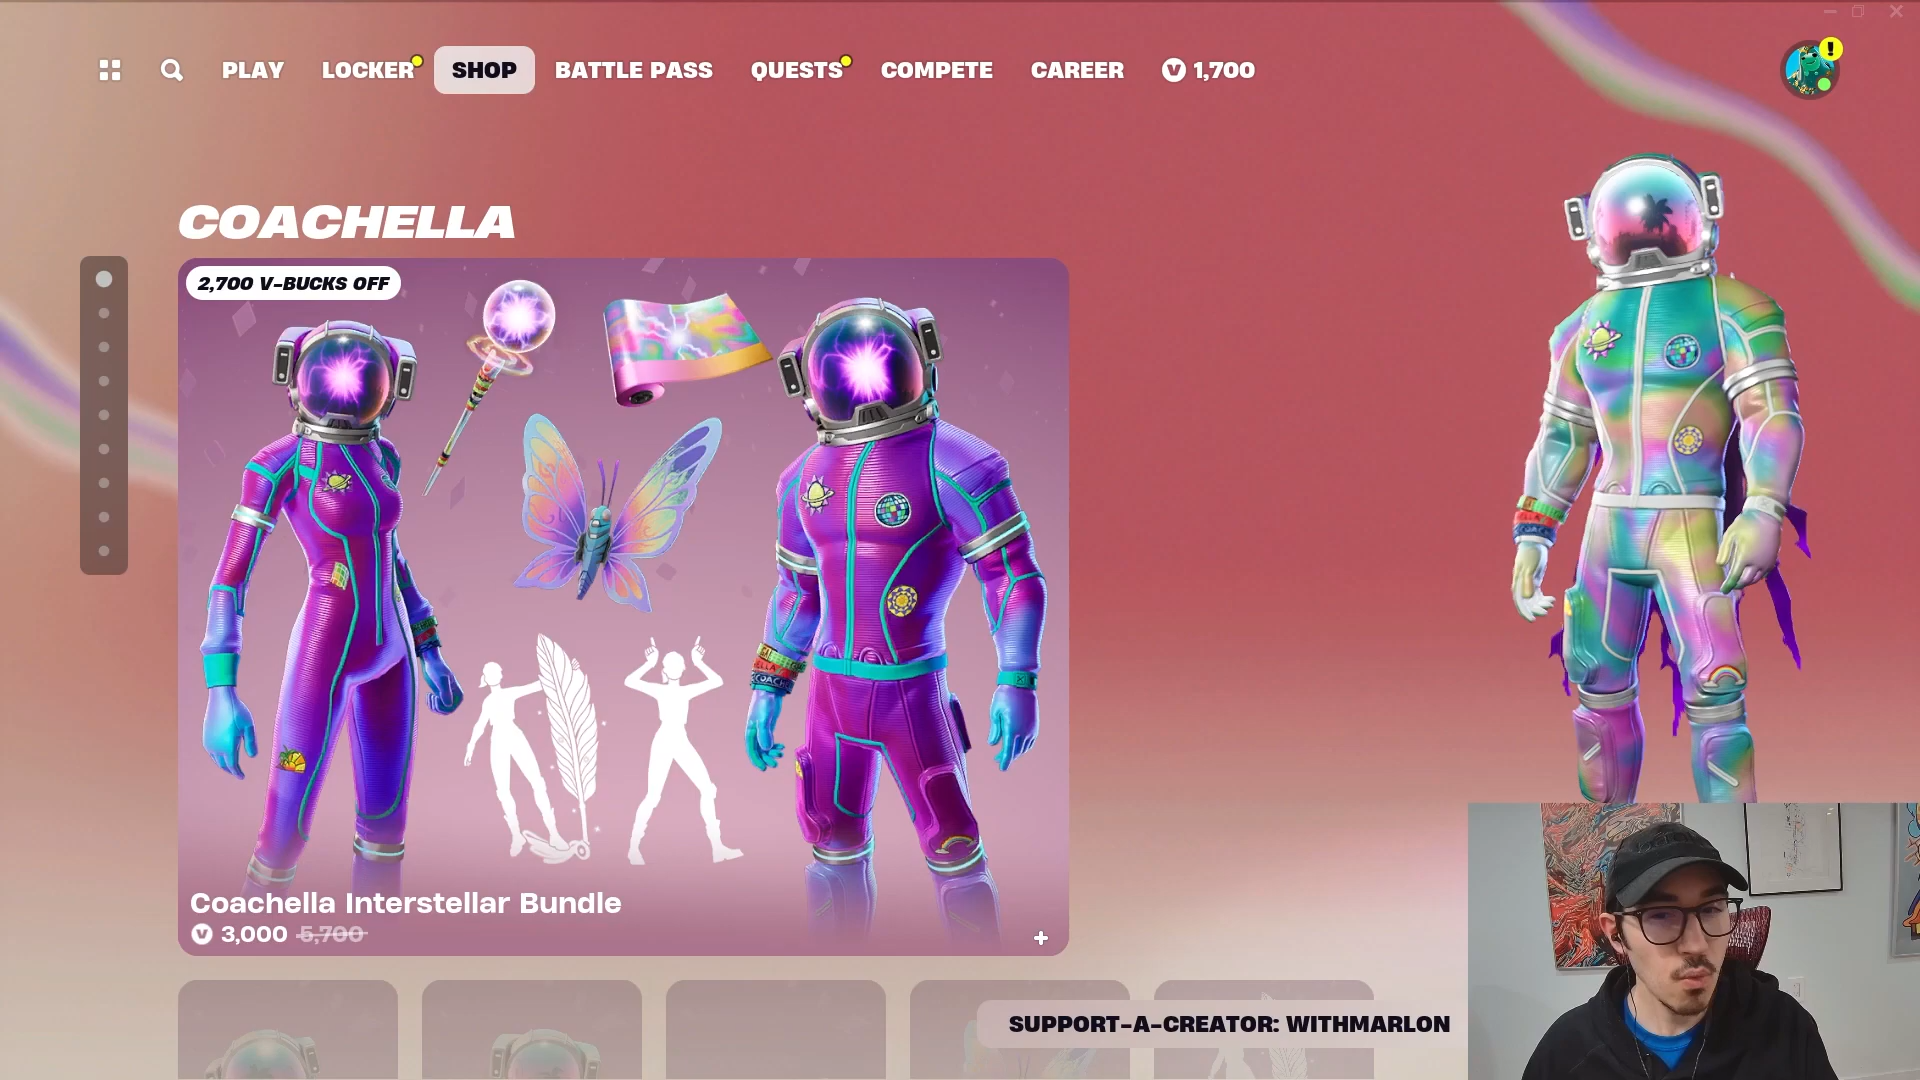 PLAY
LOCKER
SHOP
BATTLE PASS
QUESTS
COMPETE
CAREER
1,700
!
COACHELLA
2,700 V-BUCKS OFF
Coachella Interstellar Bundle
3,000 5,700
SUPPORT-A-CREATOR: WITHMARLON